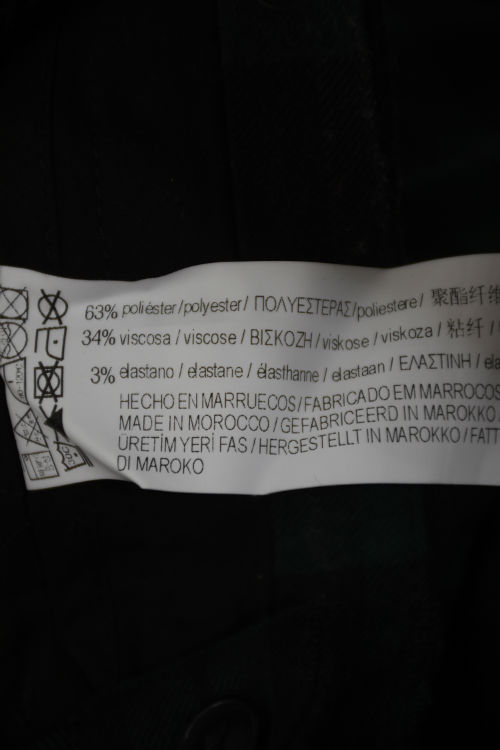 63% poliéster / polyester / ΠΟΛΥΕΣΤΕΡΑΣ / poliestere / 聚酯纤维
34% viscosa / viscose / ΒΙΣΚΟΖΗ / viskose / viskoza / 粘纤 /
3% elastano / elastane / élasthanne / elastaan / ΕΛΑΣΤΙΝΗ /
HECHO EN MARRUECOS / FABRICADO EM MARROCOS
MADE IN MOROCCO / GEFABRICEERD IN MAROKKO
ÜRETİM YERİ FAS / HERGESTELLT IN MAROKKO / FATT
DI MAROKO